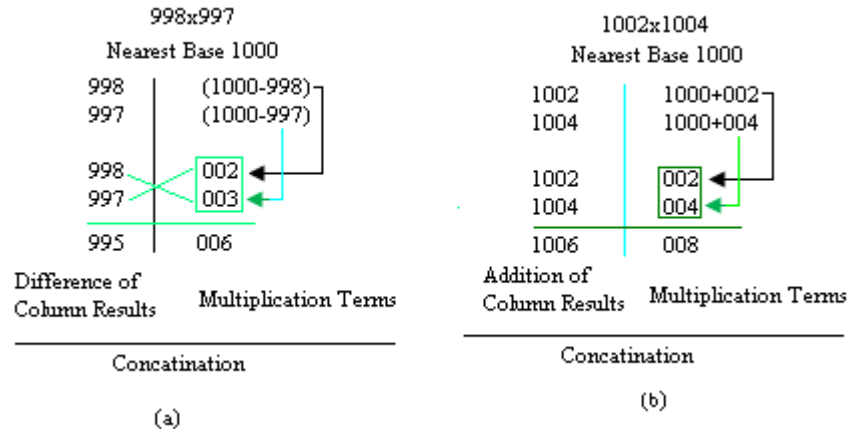 998x997
Nearest Base 1000
998 (1000-998)
997 (1000-997)
998 002
997 003
995 006
Difference of
Column Results
Multiplication Terms
Concatination
(a)
1002x1004
Nearest Base 1000
1002 1000+002
1004 1000+004
1002 002
1004 004
1006 008
Addition of
Column Results
Multiplication Terms
Concatination
(b)